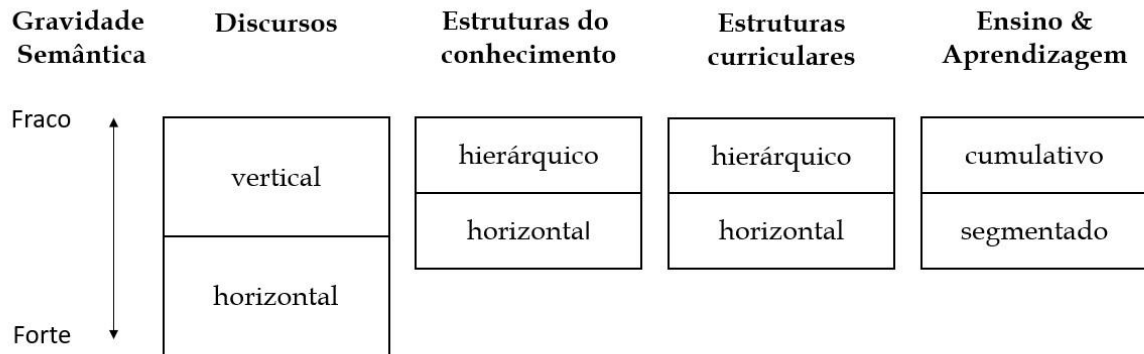 Gravidade
Semântica
Discursos
Estruturas do
conhecimento
Estruturas
curriculares
Ensino &
Aprendizagem
Fraco
Forte
vertical
horizontal
hierárquico
horizontal
hierárquico
horizontal
cumulativo
segmentado